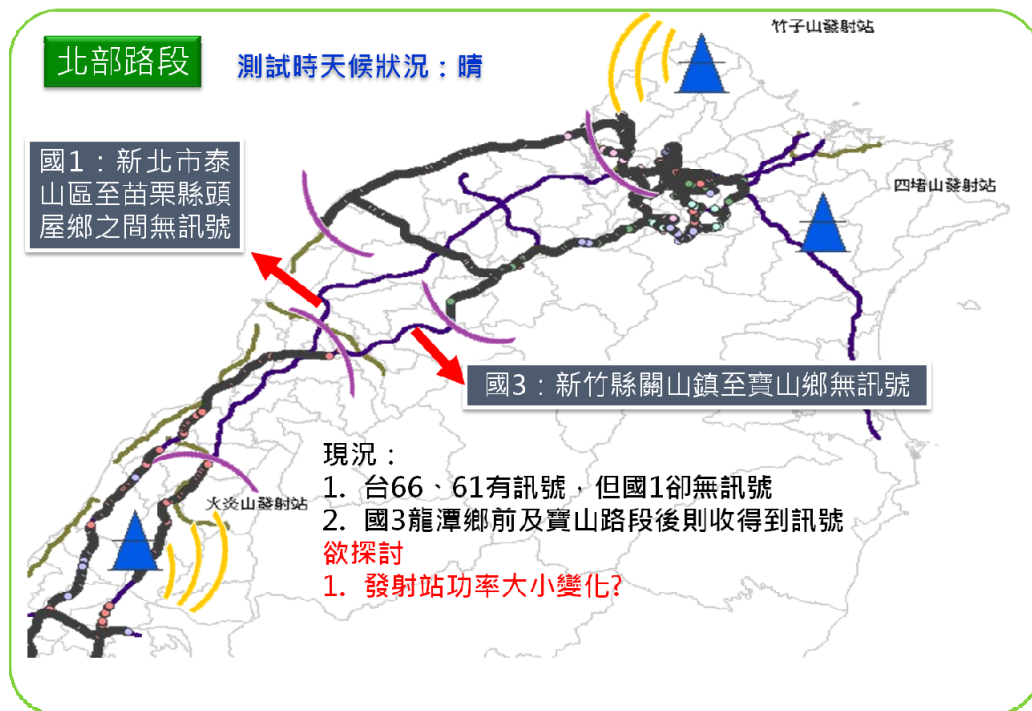 竹子山發射站
北部路段
測試時天候狀況：晴
國1：新北市泰
山區至苗栗縣頭
屋鄉之間無訊號
四堵山發射站
國3：新竹縣關山鎮至寶山鄉無訊號
現況：
1. 台66、61有訊號，但國1卻無訊號
2. 國3龍潭鄉前及寶山路段後則收得到訊號
火炎山發射站
欲探討
1. 發射站功率大小變化?